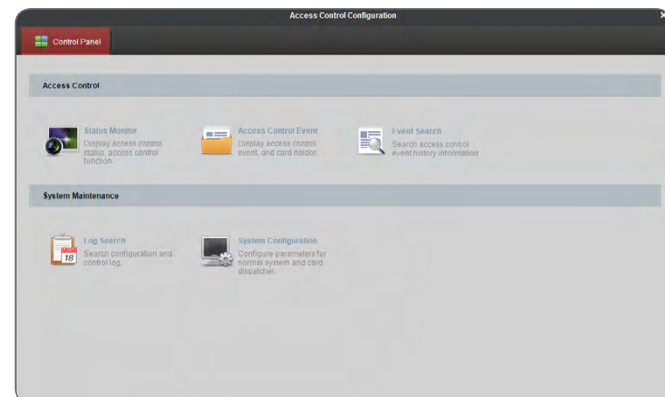 Access Control Configuration
Control Panel
Access Control
Status Monitor
Display access control
status, access control
function.
Access Control Event
Display access control
event, and card holder.
Event Search
Search access control
event history information.
System Maintenance
Log Search
Search configuration and
control log.
18
System Configuration
Configure parameters for
normal system and card
dispatcher.